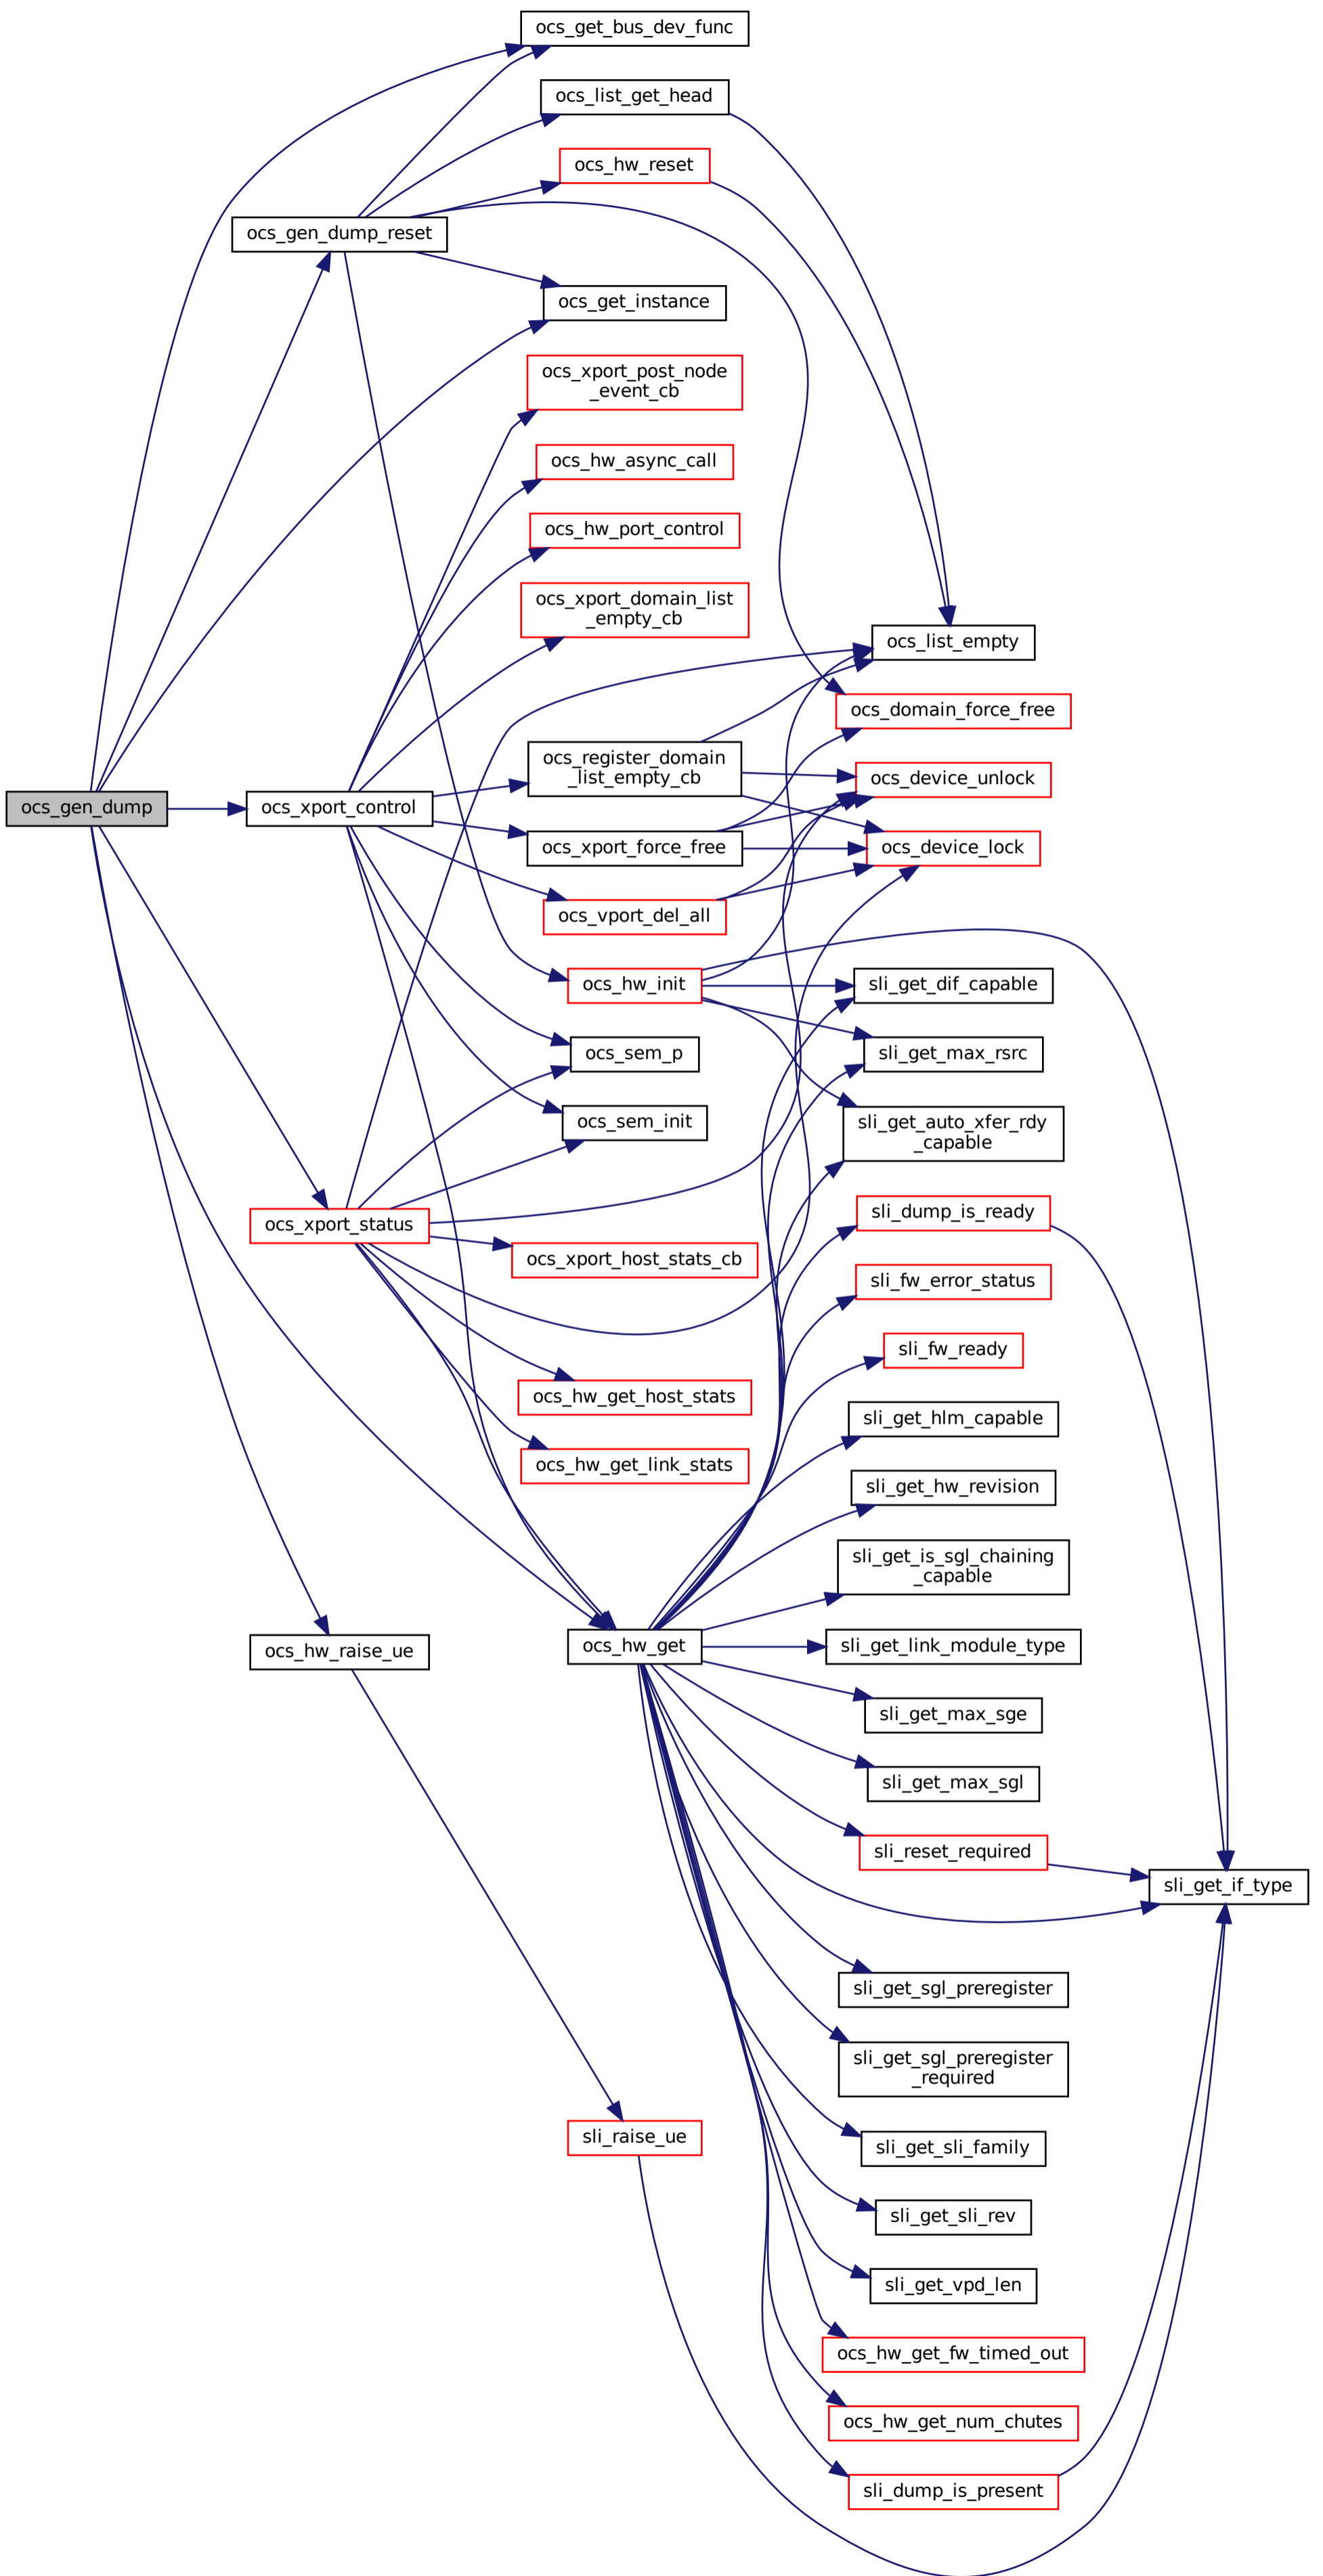 ocs_get_bus_dev_func
ocs_list_get_head
ocs_hw_reset
ocs_gen_dump_reset
ocs_get_instance
ocs_xport_post_node
_event_cb
ocs_hw_async_call
ocs_hw_port_control
ocs_xport_domain_list
_empty_cb
ocs_list_empty
ocs_domain_force_free
ocs_register_domain
_list_empty_cb
ocs_device_unlock
ocs_gen_dump
ocs_xport_control
ocs_xport_force_free
ocs_device_lock
ocs_vport_del_all
ocs_hw_init
sli_get_dif_capable
ocs_sem_p
sli_get_max_rsrc
ocs_sem_init
sli_get_auto_xfer_rdy
_capable
ocs_xport_status
sli_dump_is_ready
ocs_xport_host_stats_cb
sli_fw_error_status
sli_fw_ready
ocs_hw_get_host_stats
sli_get_hlm_capable
ocs_hw_get_link_stats
sli_get_hw_revision
sli_get_is_sgl_chaining
_capable
ocs_hw_raise_ue
ocs_hw_get
sli_get_link_module_type
sli_get_max_sge
sli_get_max_sgl
sli_reset_required
sli_get_if_type
sli_get_sgl_preregister
sli_get_sgl_preregister
_required
sli_raise_ue
sli_get_sli_family
sli_get_sli_rev
sli_get_vpd_len
ocs_hw_get_fw_timed_out
ocs_hw_get_num_chutes
sli_dump_is_present